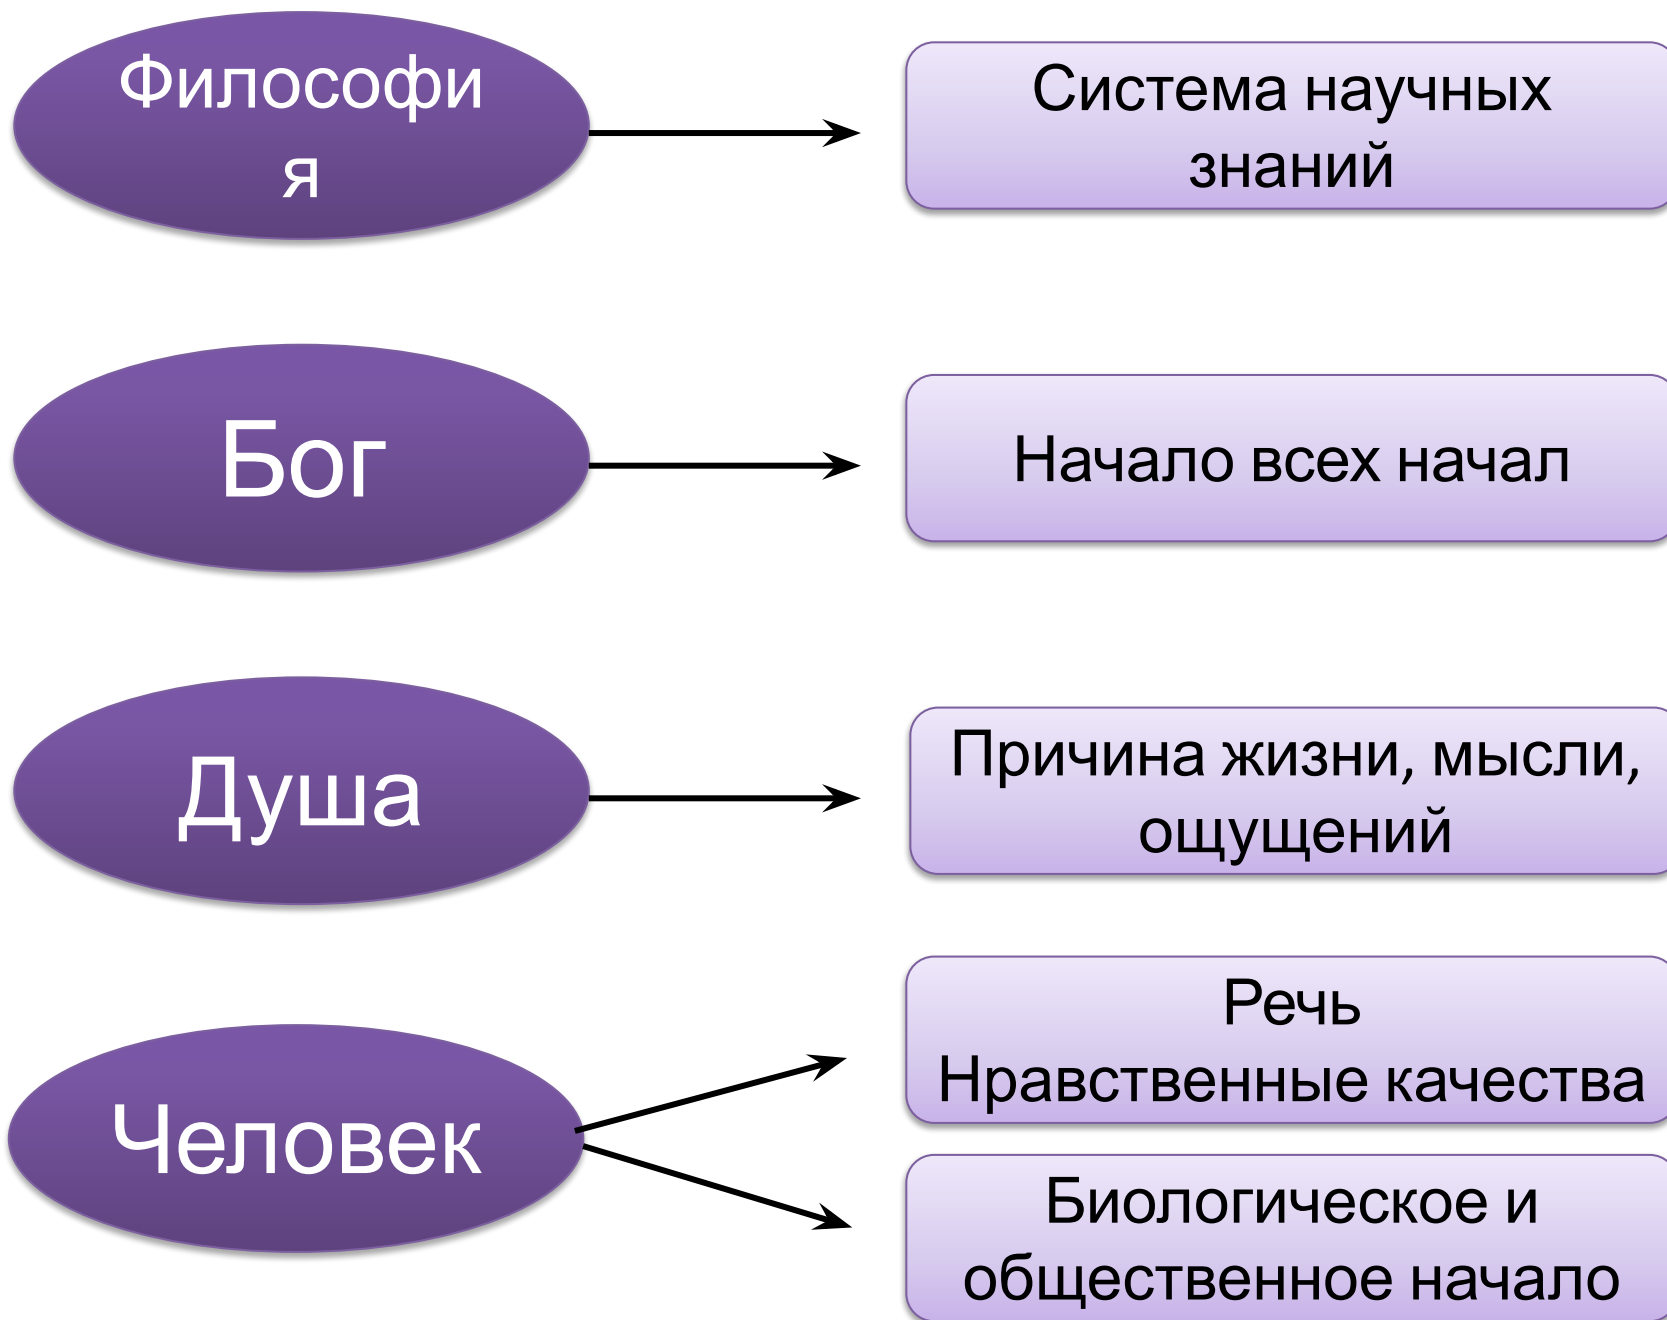 Философи
я
Система научных
знаний
Бог
Начало всех начал
Душа
Причина жизни, мысли,
ощущений
Человек
Речь
Нравственные качества
Биологическое и
общественное начало